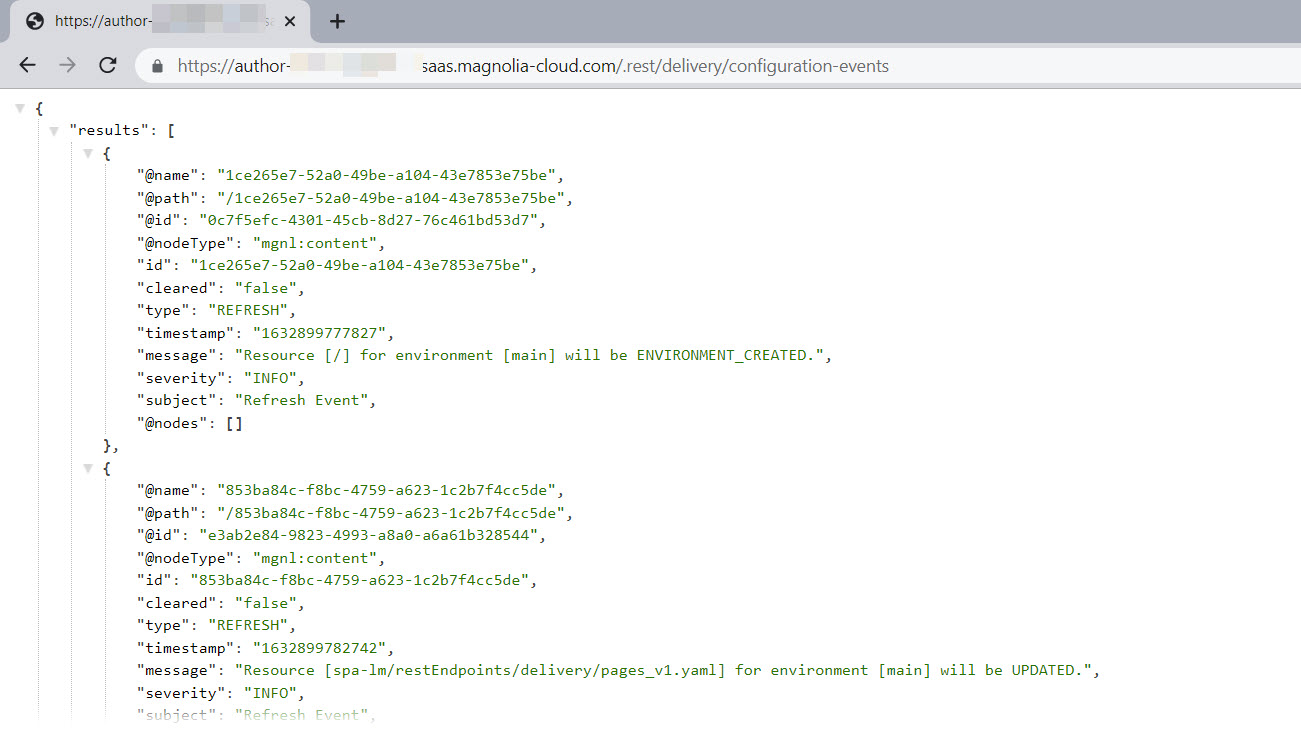 https://author-
https://author- saas.magnolia-cloud.com/.rest/delivery/configuration-events
{
"results": [
{
"@name": "1ce265e7-52a0-49be-a104-43e7853e75be",
"@path": "/1ce265e7-52a0-49be-a104-43e7853e75be",
"@id": "0c7f5efc-4301-45cb-8d27-76c461bd53d7",
"@nodeType": "mgnl:content",
"id": "1ce265e7-52a0-49be-a104-43e7853e75be",
"cleared": "false",
"type": "REFRESH",
"timestamp": "1632899777827",
"message": "Resource [/] for environment [main] will be ENVIRONMENT_CREATED.",
"severity": "INFO",
"subject": "Refresh Event",
"@nodes": []
},
{
"@name": "853ba84c-f8bc-4759-a623-1c2b7f4cc5de",
"@path": "/853ba84c-f8bc-4759-a623-1c2b7f4cc5de",
"@id": "e3ab2e84-9823-4993-a8a0-a6a61b328544",
"@nodeType": "mgnl:content",
"id": "853ba84c-f8bc-4759-a623-1c2b7f4cc5de",
"cleared": "false",
"type": "REFRESH",
"timestamp": "1632899782742",
"message": "Resource [spa-lm/restEndpoints/delivery/pages_v1.yaml] for environment [main] will be UPDATED.",
"severity": "INFO",
"subject": "Refresh Event",